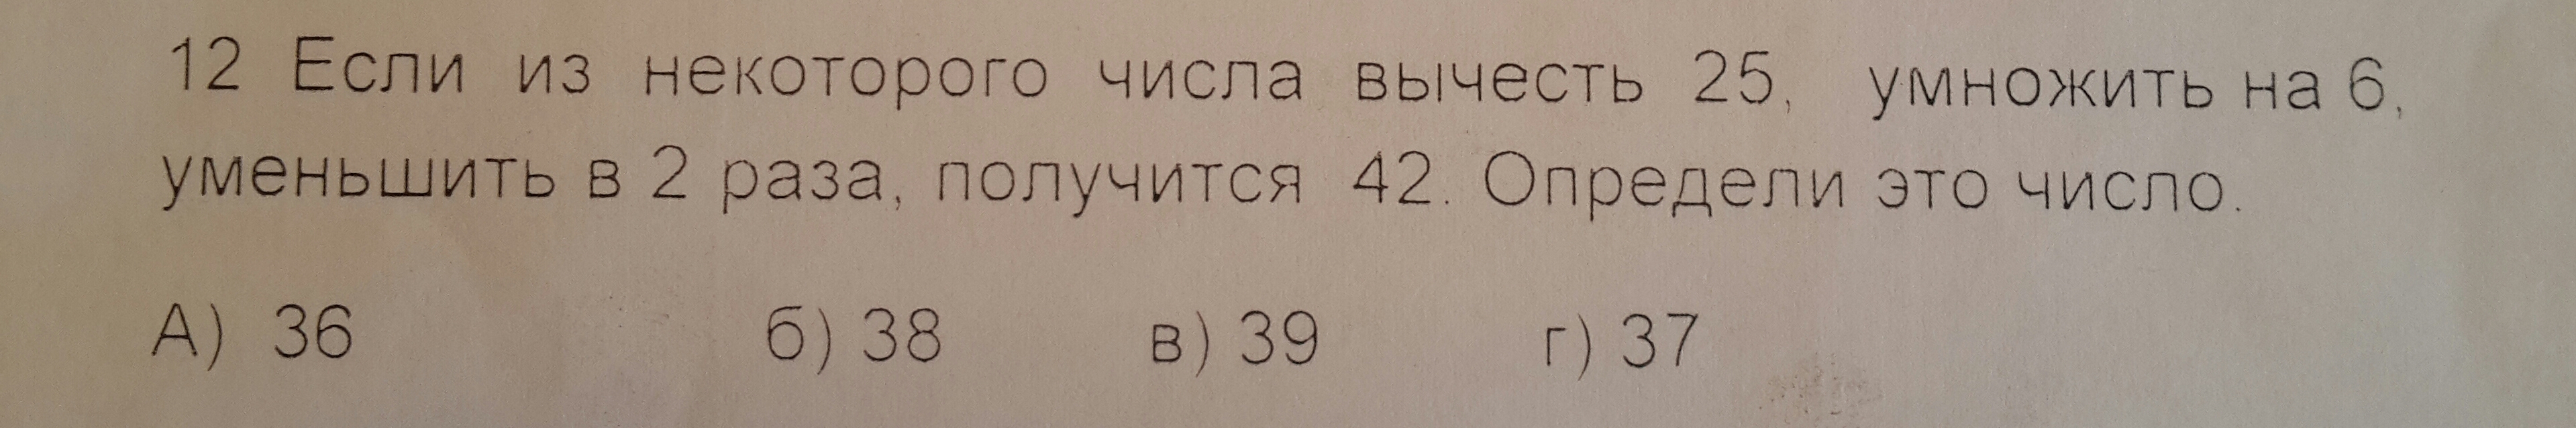 12 Если из некоторого числа вычесть 25, умножить на 6,
уменьшить в 2 раза, получится 42. Определи это число.
А) 36 б) 38 в) 39 г) 37